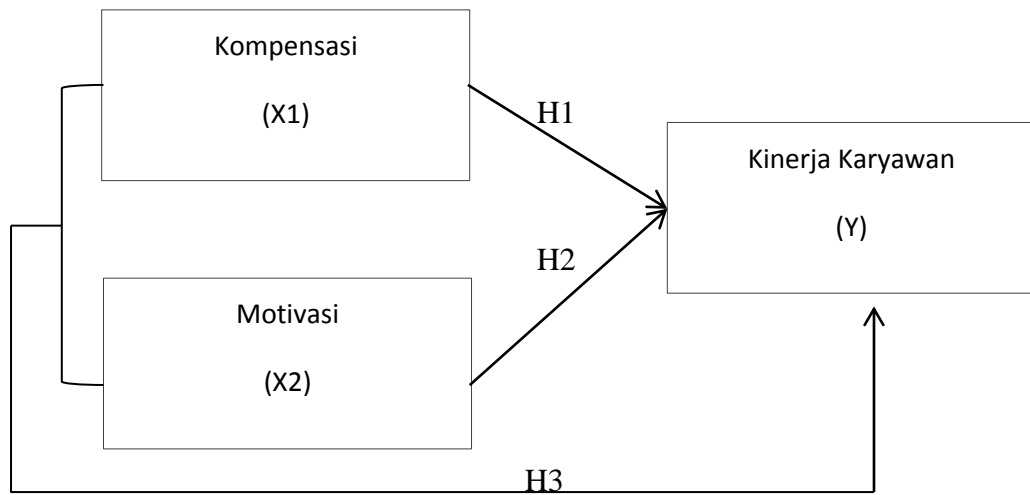 Kompensasi
(X1)
H1
Kinerja Karyawan
(Y)
H2
Motivasi
(X2)
H3